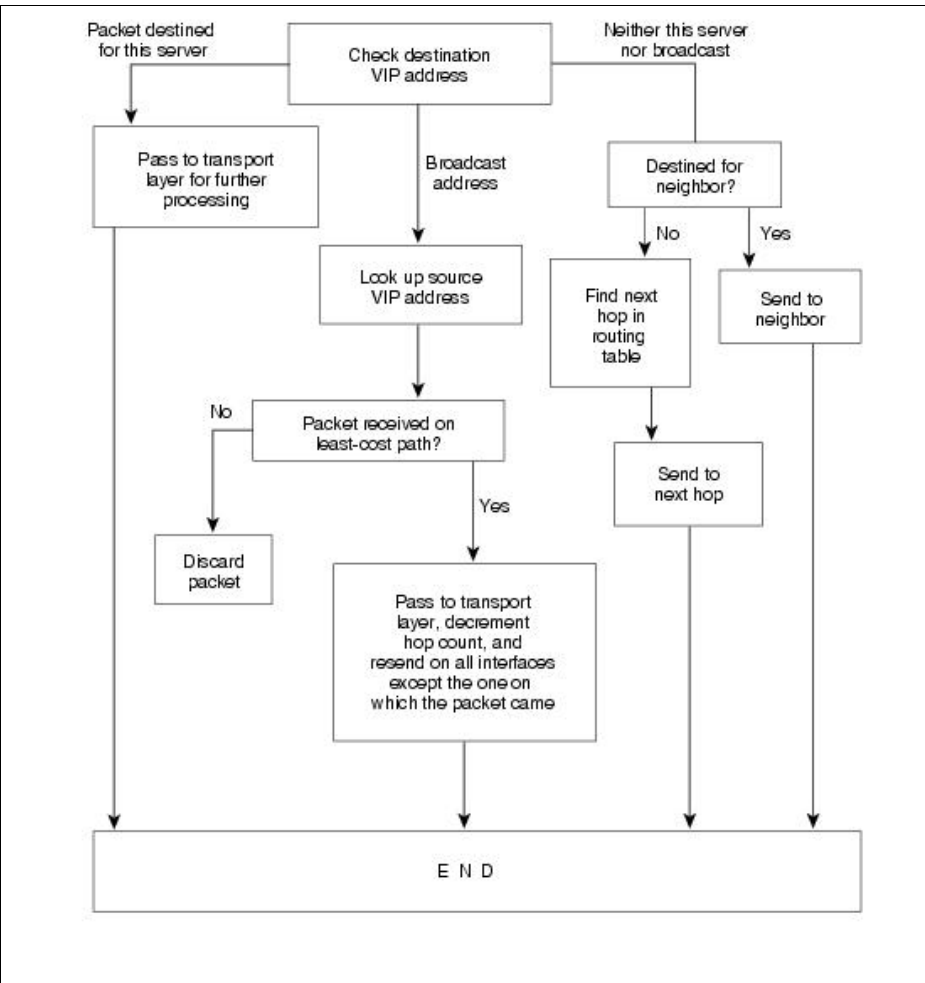 Packet destined
for this server
Neither this server
nor broadcast
Check destination
VIP address
Pass to transport
layer for further
processing
Broadcast
address
Destined for
neighbor?
No
Yes
Look up source
VIP address
Find next
hop in
routing
table
Send to
neighbor
No
Packet received on
least-cost path?
Yes
Send to
next hop
Discard
packet
Pass to transport
layer, decrement
hop count, and
resend on all interfaces
except the one on
which the packet came
E N D